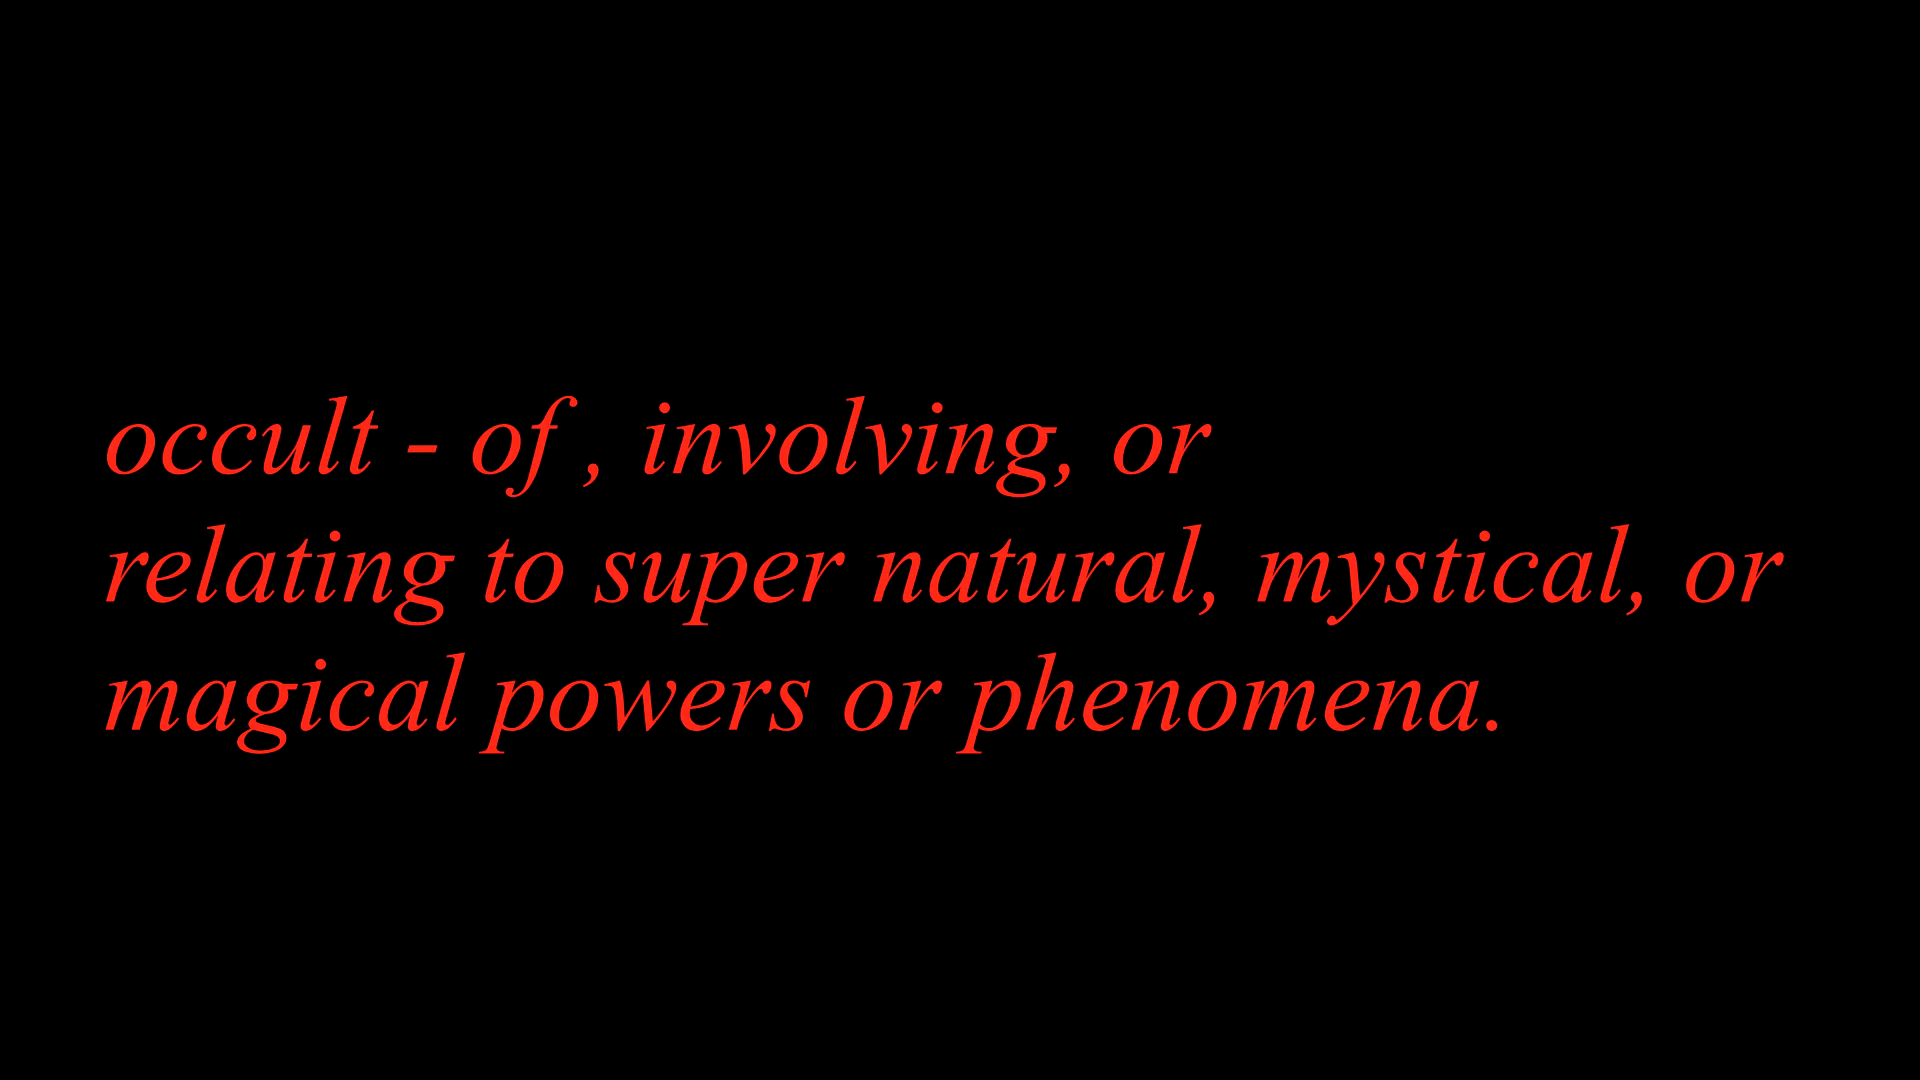 occult - of , involving, or
relating to super natural, mystical, or
magical powers or phenomena.